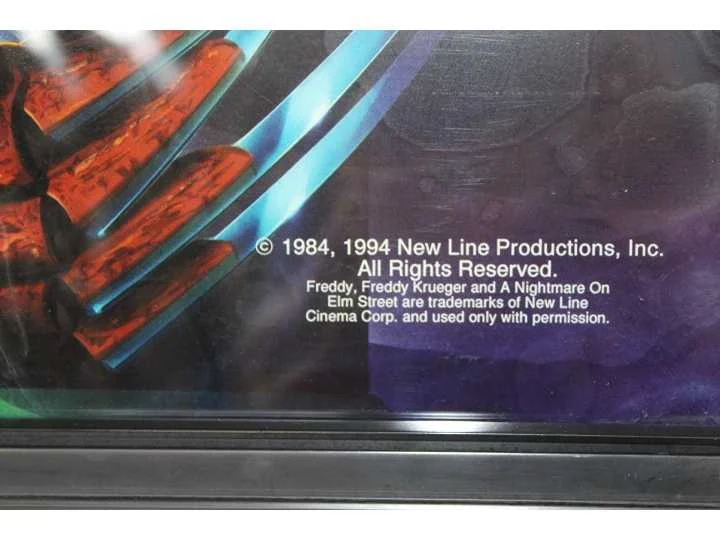 © 1984, 1994 New Line Productions, Inc.
All Rights Reserved.
Freddy, Freddy Krueger and A Nightmare On
Elm Street are trademarks of New Line
Cinema Corp. and used only with permission.